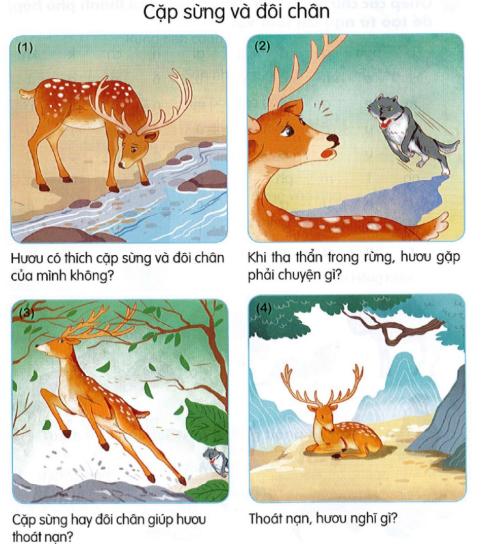 Cặp sừng và đôi chân
(1)
(2)
Hươu có thích cặp sừng và đôi chân
của mình không?
Khi tha thẩn trong rừng, hươu gặp
phải chuyện gì?
(3)
(4)
Cặp sừng hay đôi chân giúp hươu
thoát nạn?
Thoát nạn, hươu nghĩ gì?